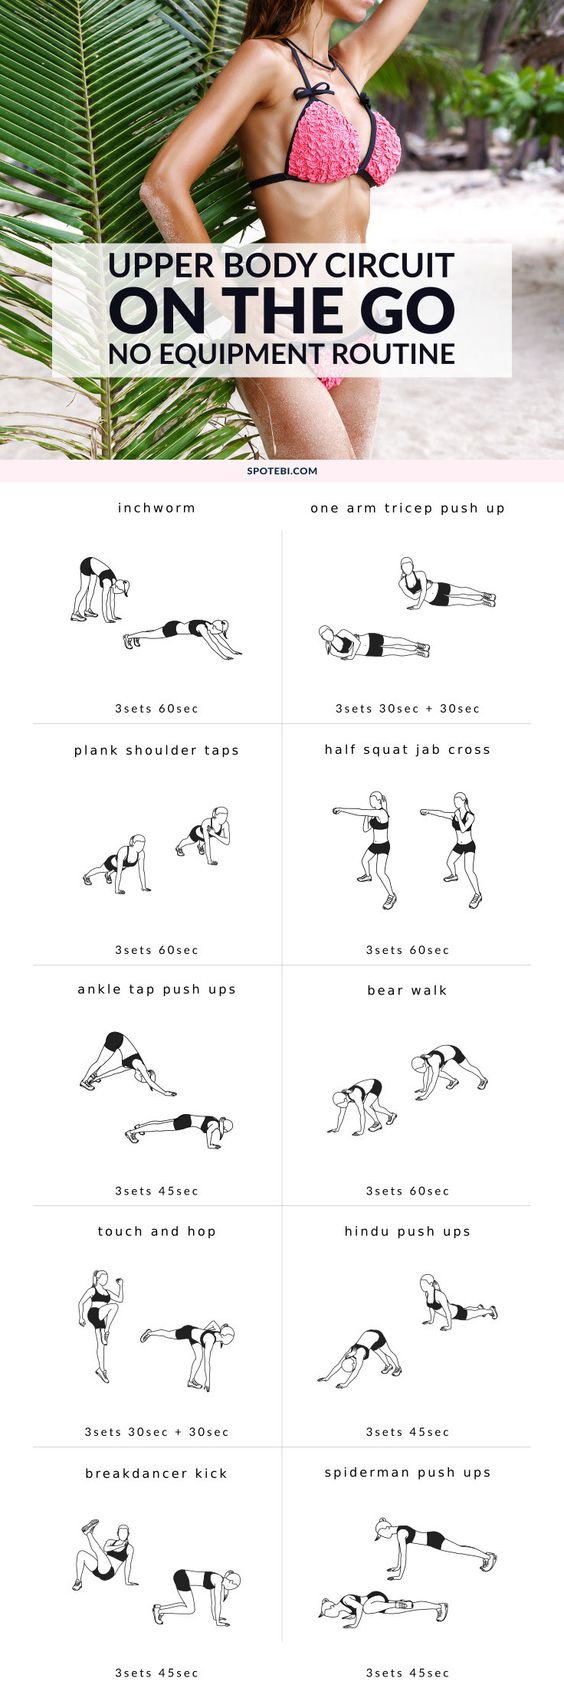 UPPER BODY CIRCUIT
ON THE GO
NO EQUIPMENT ROUTINE
SPOTEBI.COM
inchworm
one arm tricep push up
3sets 60sec
3sets 30sec + 30sec
plank shoulder taps
half squat jab cross
3sets 60sec
3sets 60sec
ankle tap push ups
bear walk
3sets 45sec
3sets 60sec
touch and hop
hindu push ups
3sets 30sec + 30sec
3sets 45sec
breakdancer kick
spiderman push ups
3sets 45sec
3sets 45sec